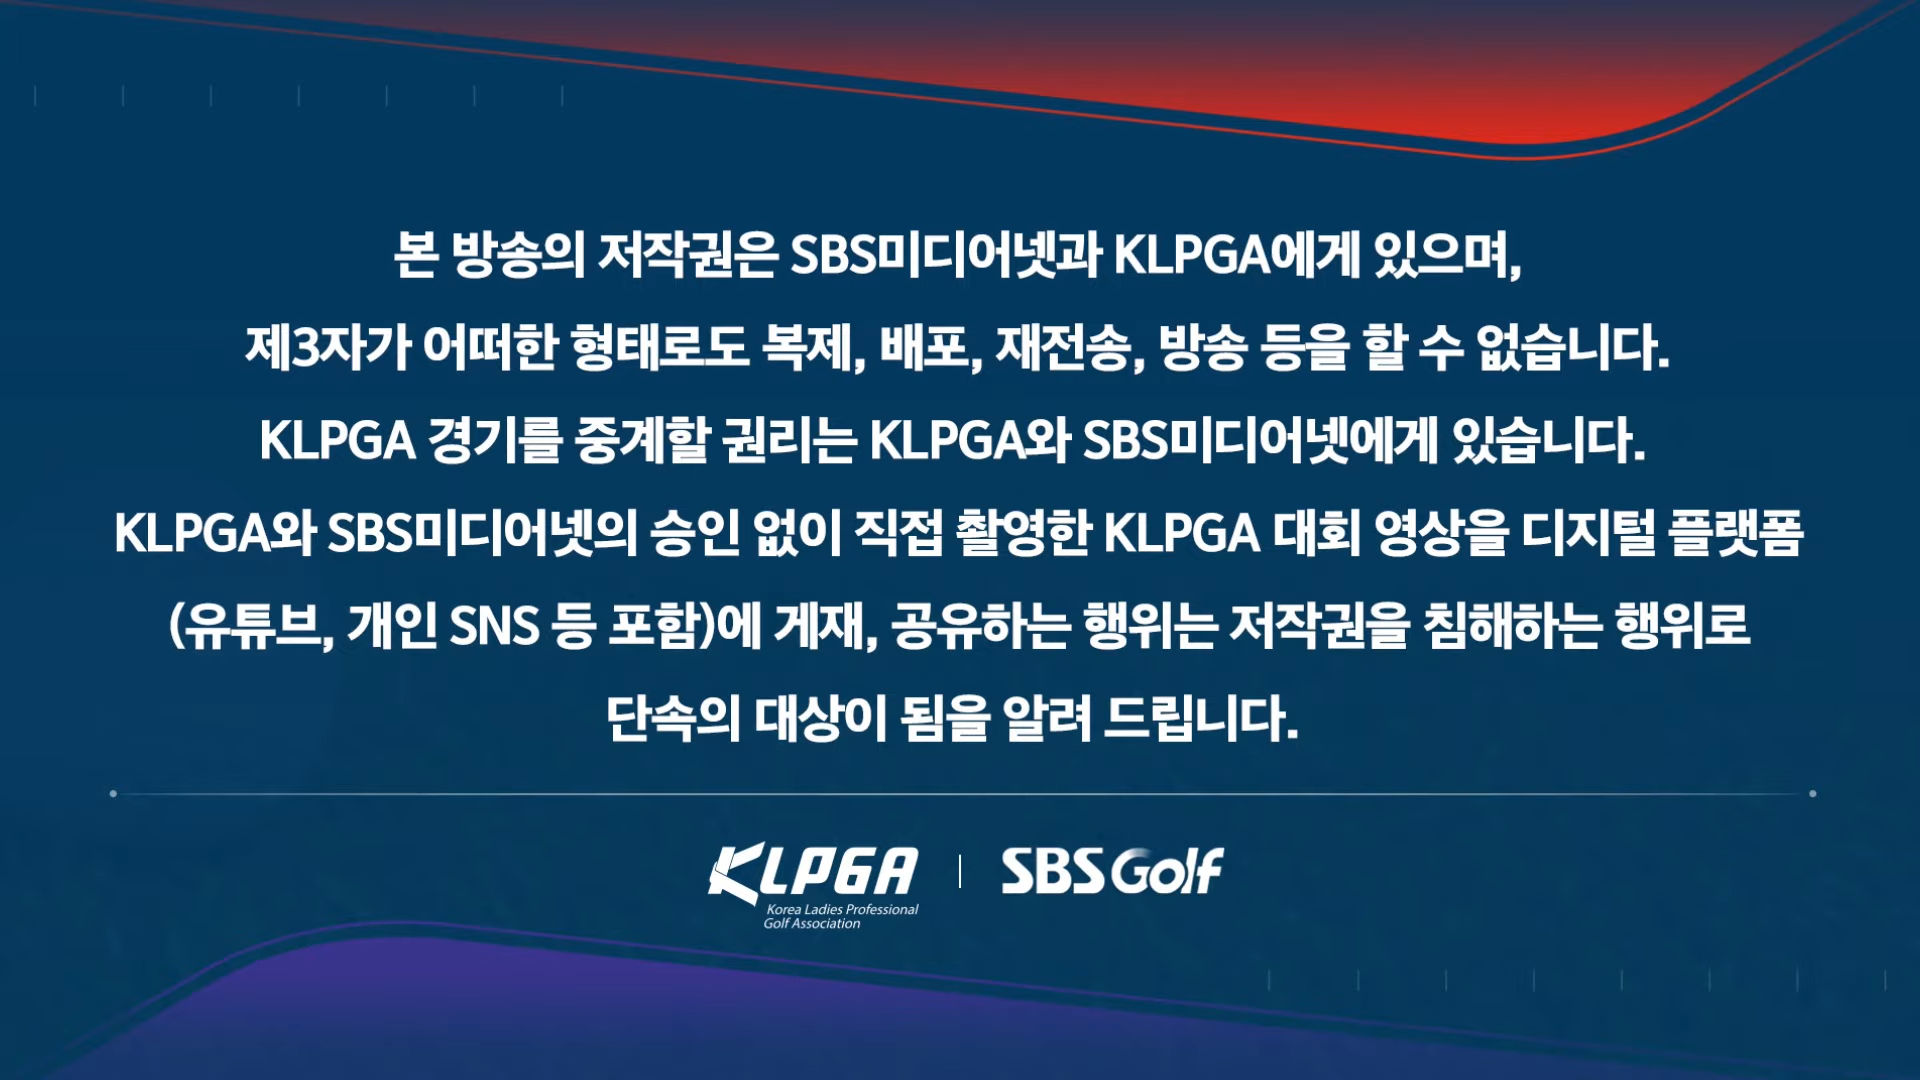 본 방송의 저작권은 SBS미디어넷과 KLPGA에게 있으며,
제3자가 어떠한 형태로도 복제, 배포, 재전송, 방송 등을 할 수 없습니다.
KLPGA 경기를 중계할 권리는 KLPGA와 SBS미디어넷에게 있습니다.
KLPGA와 SBS미디어넷의 승인 없이 직접 촬영한 KLPGA 대회 영상을 디지털 플랫폼
(유튜브, 개인 SNS 등 포함)에 게재, 공유하는 행위는 저작권을 침해하는 행위로
단속의 대상이 됨을 알려 드립니다.
KLPGA
Korea Ladies Professional
Golf Association
SBS Golf